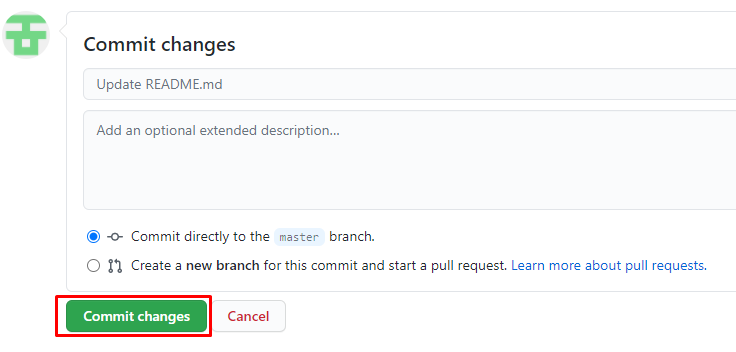 Commit changes
Update README.md
Add an optional extended description...
Commit directly to the master branch.
Create a new branch for this commit and start a pull request. Learn more about pull requests.
Commit changes Cancel